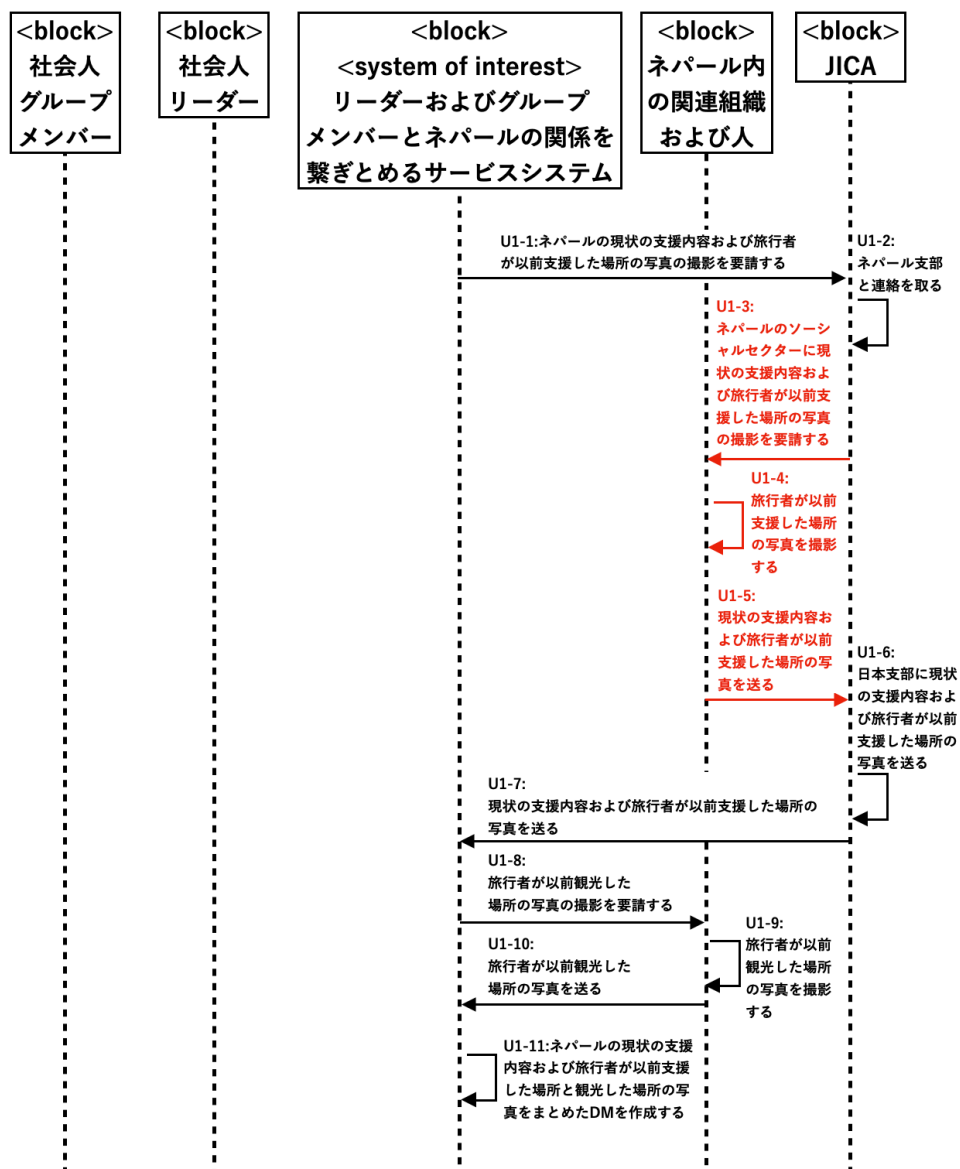 <block>
社会人
グループ
メンバー
<block>
社会人
リーダー
<block>
<system of interest>
リーダーおよびグループ
メンバーとネパールの関係を
繋ぎとめるサービスシステム
<block>
ネパール内
の関連組織
および人
<block>
JICA
U1-1:ネパールの現状の支援内容および旅行者
が以前支援した場所の写真の撮影を要請する
U1-2:
ネパール支部
と連絡を取る
U1-3:
ネパールのソーシ
ャルセクターに現
状の支援内容およ
び旅行者が以前支
援した場所の写真
の撮影を要請する
U1-4:
旅行者が以前
支援した場所
の写真を撮影
する
U1-5:
現状の支援内容お
よび旅行者が以前
支援した場所の写
真を送る
U1-6:
日本支部に現状
の支援内容およ
び旅行者が以前
支援した場所の
写真を送る
U1-7:
現状の支援内容および旅行者が以前支援した場所の
写真を送る
U1-8:
旅行者が以前観光した
場所の写真の撮影を要請する
U1-9:
旅行者が以前
観光した場所
の写真を撮影
する
U1-10:
旅行者が以前観光した
場所の写真を送る
U1-11:ネパールの現状の支援
内容および旅行者が以前支援
した場所と観光した場所の写
真をまとめたDMを作成する